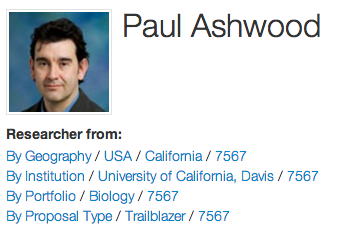 Paul Ashwood
Researcher from:
By Geography / USA / California / 7567
By Institution / University of California, Davis / 7567
By Portfolio / Biology / 7567
By Proposal Type / Trailblazer / 7567